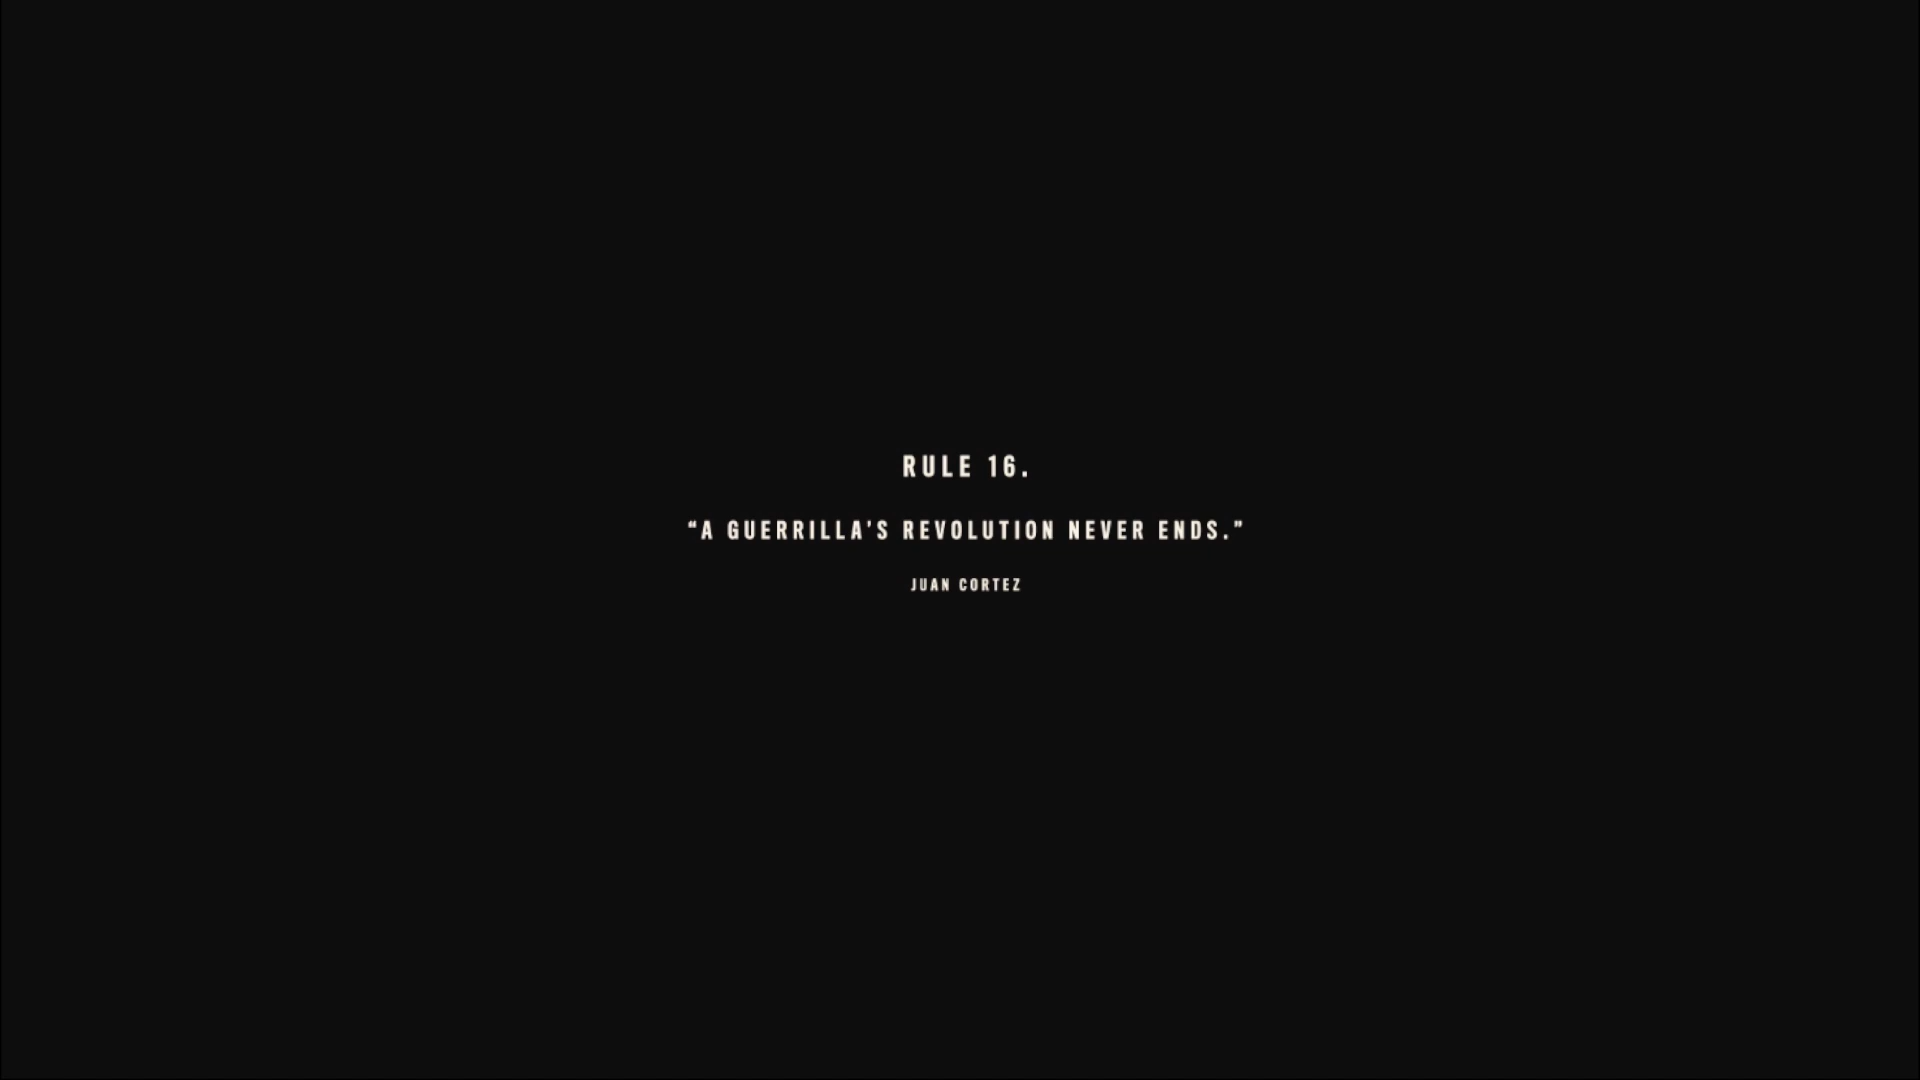 RULE 16.
“A GUERRILLA’S REVOLUTION NEVER ENDS.”
JUAN CORTEZ